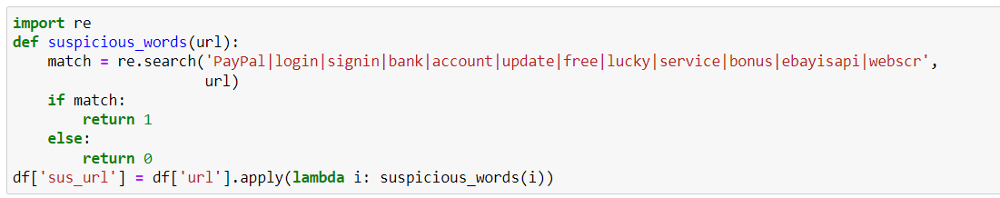 import re
def suspicious_words(url):
    match = re.search('PayPal|login|signin|bank|account|update|free|lucky|service|bonus|ebayisapi|webscr',
                      url)
    if match:
        return 1
    else:
        return 0
df['sus_url'] = df['url'].apply(lambda i: suspicious_words(i))